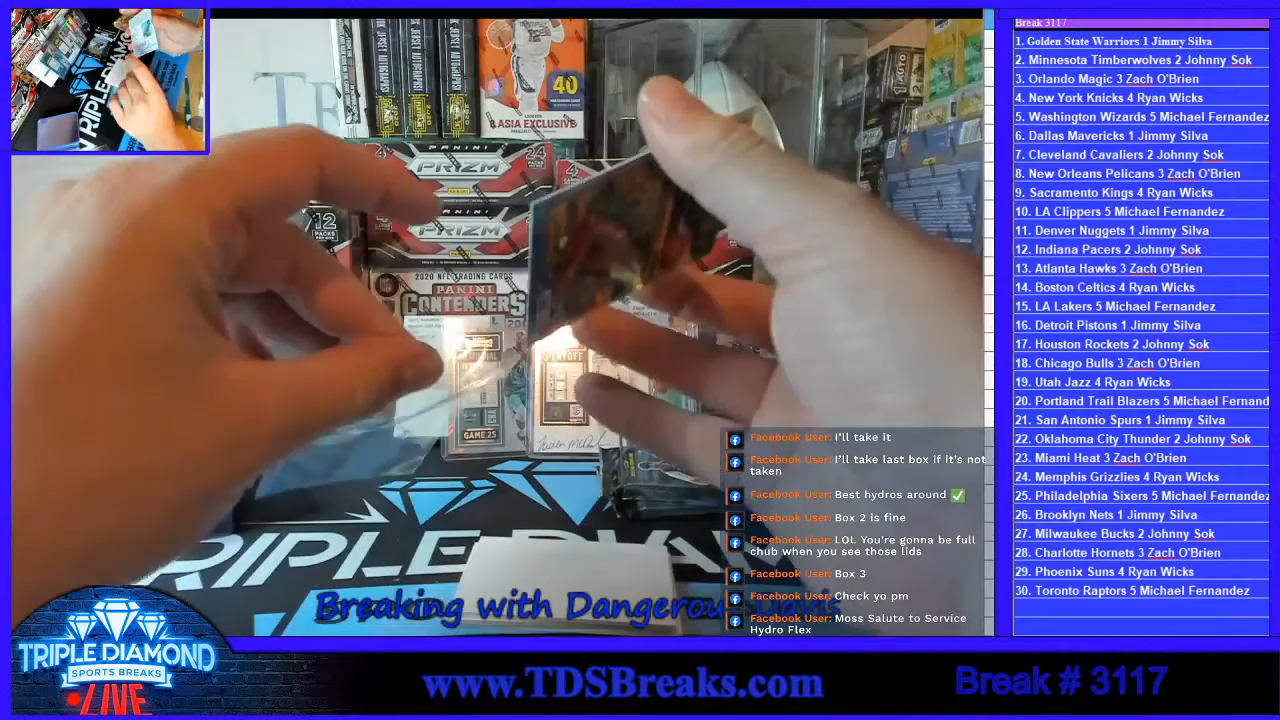 Break 3117
1. Golden State Warriors 1 Jimmy Silva
2. Minnesota Timberwolves 2 Johnny Sok
3. Orlando Magic 3 Zach O'Brien
4. New York Knicks 4 Ryan Wicks
5. Washington Wizards 5 Michael Fernandez
6. Dallas Mavericks 1 Jimmy Silva
7. Cleveland Cavaliers 2 Johnny Sok
8. New Orleans Pelicans 3 Zach O'Brien
9. Sacramento Kings 4 Ryan Wicks
10. LA Clippers 5 Michael Fernandez
11. Denver Nuggets 1 Jimmy Silva
12. Indiana Pacers 2 Johnny Sok
13. Atlanta Hawks 3 Zach O'Brien
14. Boston Celtics 4 Ryan Wicks
15. LA Lakers 5 Michael Fernandez
16. Detroit Pistons 1 Jimmy Silva
17. Houston Rockets 2 Johnny Sok
18. Chicago Bulls 3 Zach O'Brien
19. Utah Jazz 4 Ryan Wicks
20. Portland Trail Blazers 5 Michael Fernand
21. San Antonio Spurs 1 Jimmy Silva
22. Oklahoma City Thunder 2 Johnny Sok
23. Miami Heat 3 Zach O'Brien
24. Memphis Grizzlies 4 Ryan Wicks
25. Philadelphia Sixers 5 Michael Fernandez
26. Brooklyn Nets 1 Jimmy Silva
27. Milwaukee Bucks 2 Johnny Sok
28. Charlotte Hornets 3 Zach O'Brien
29. Phoenix Suns 4 Ryan Wicks
30. Toronto Raptors 5 Michael Fernandez
40
ASIA EXCLUSIVE
PANINI
PRIZM
24
PANINI
PRIZM
12
PACKS
2020 NFL TRADING CARDS
PANINI
CONTENDERS
PLAYOFF
GAME 25
Facebook User: I'll take it
Facebook User: I'll take last box if it's not
taken
Facebook User: Best hydros around ✅
Facebook User: Box 2 is fine
Facebook User: LOL. You're gonna be full
chub when you see those lids
Facebook User: Box 3
Facebook User: Check yo pm
Facebook User: Moss Salute to Service
Hydro Flex
TRIPLE DIAM
Breaking with Dangerous Davis
TRIPLE DIAMOND
SPORTS BREAKS
LIVE
www.TDSBreaks.com
Break # 3117